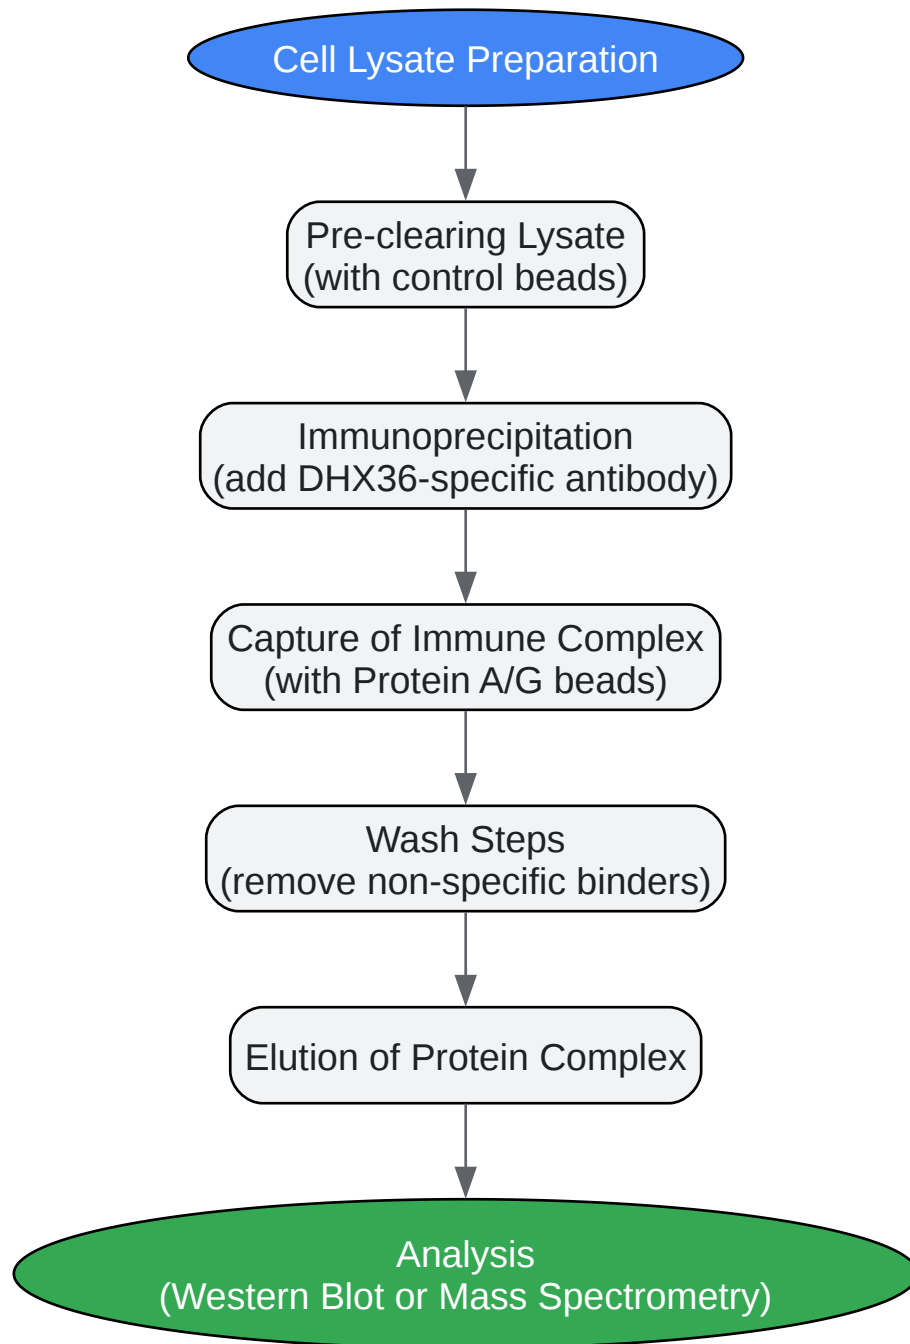 Cell Lysate Preparation
Pre-clearing Lysate
(with control beads)
Immunoprecipitation
(add DHX36-specific antibody)
Capture of Immune Complex
(with Protein A/G beads)
Wash Steps
(remove non-specific binders)
Elution of Protein Complex
Analysis
(Western Blot or Mass Spectrometry)